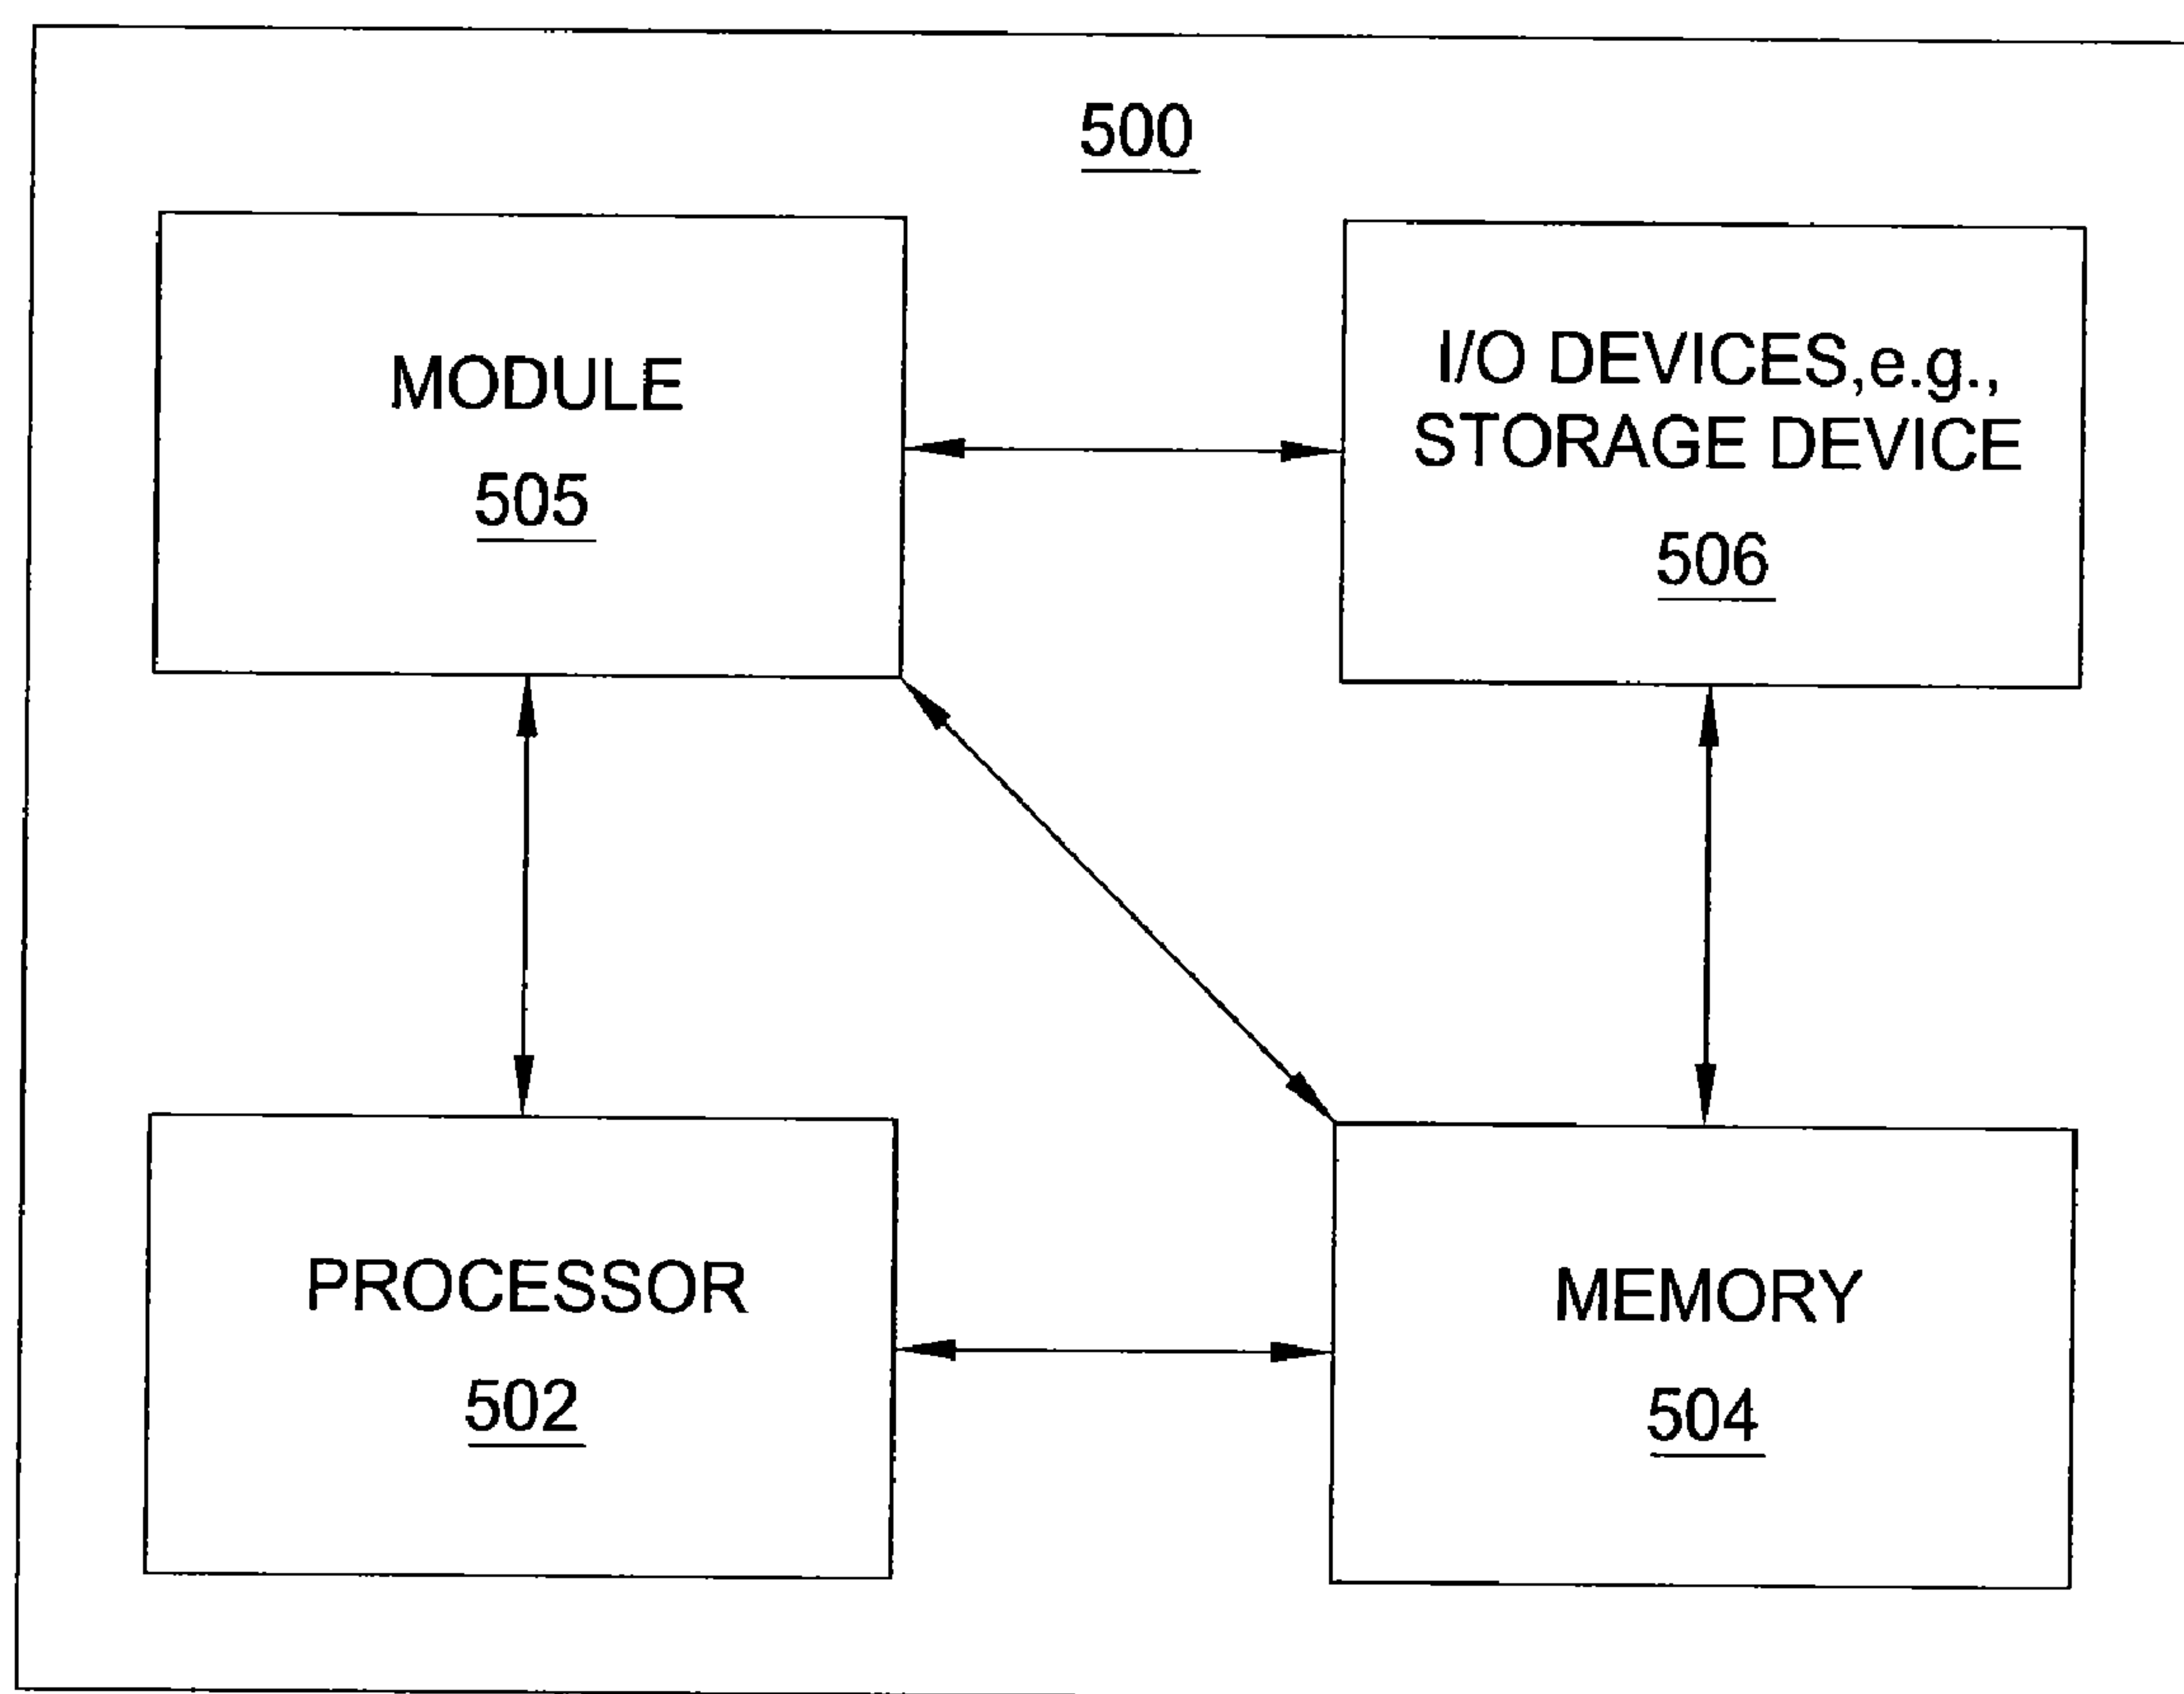 500
MODULE
505
I/O DEVICES,e.g.,
STORAGE DEVICE
506
PROCESSOR
502
MEMORY
504